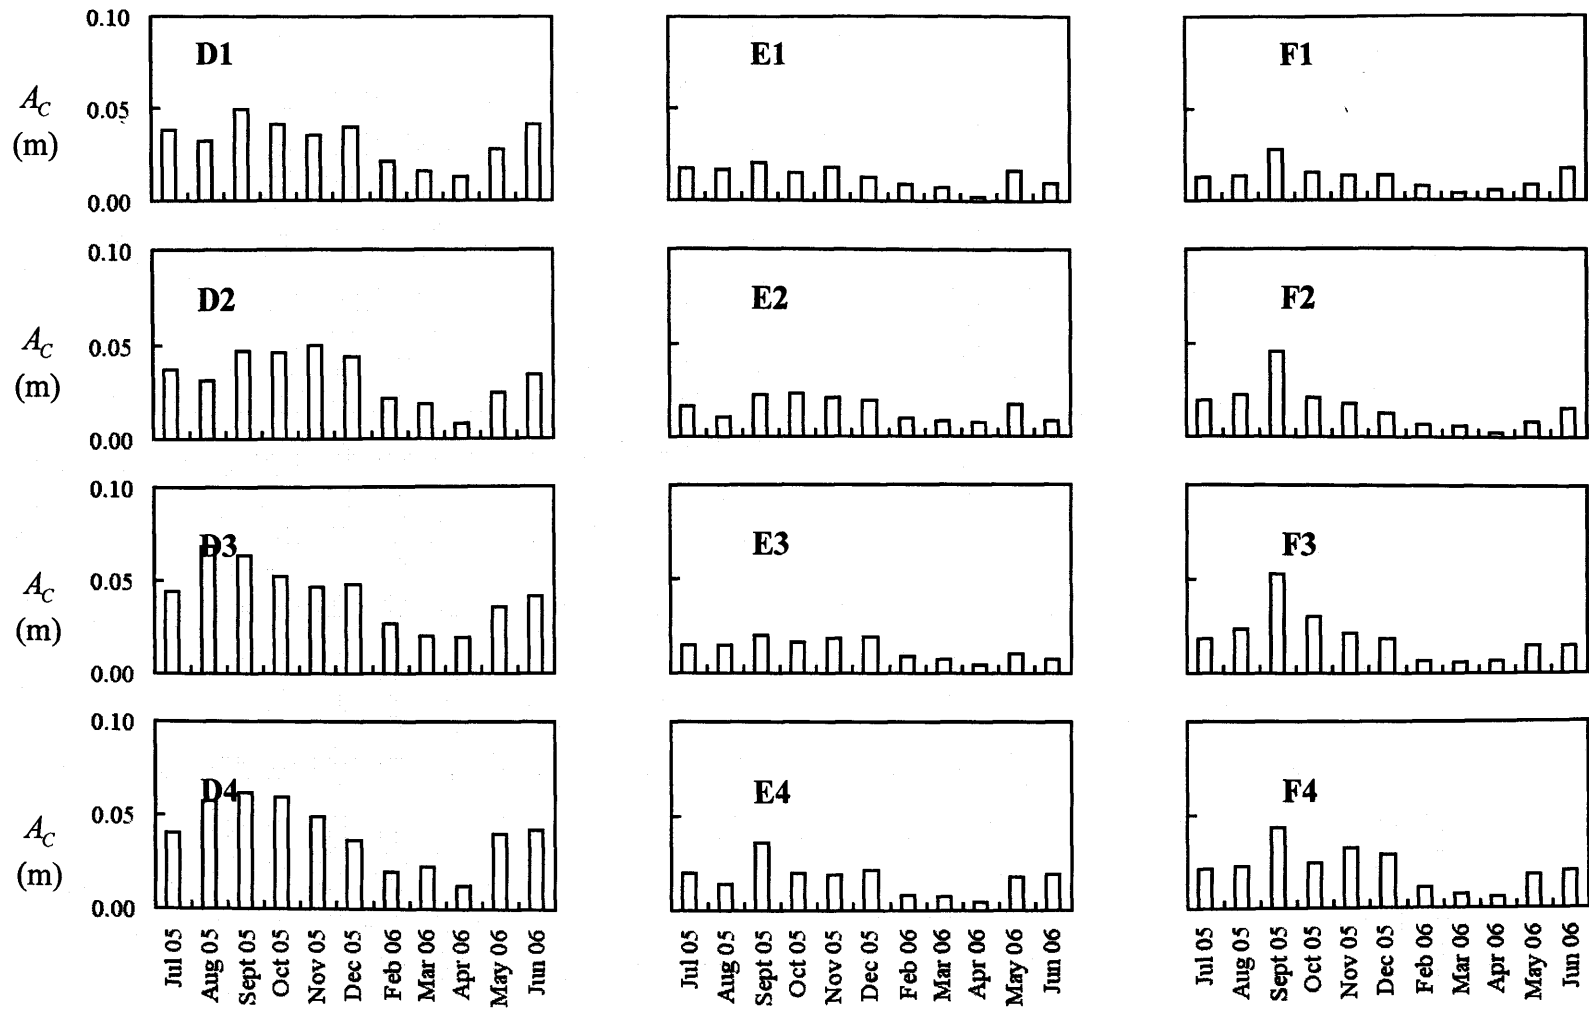 0.10
D1
E1
F1
A_C
0.05
(m)
0.00
0.10
D2
E2
F2
A_C
0.05
(m)
0.00
0.10
D3
E3
F3
A_C
0.05
(m)
0.00
0.10
D4
E4
F4
A_C
0.05
(m)
0.00
Jul 05
Aug 05
Sept 05
Oct 05
Nov 05
Dec 05
Feb 06
Mar 06
Apr 06
May 06
Jun 06
Jul 05
Aug 05
Sept 05
Oct 05
Nov 05
Dec 05
Feb 06
Mar 06
Apr 06
May 06
Jun 06
Jul 05
Aug 05
Sept 05
Oct 05
Nov 05
Dec 05
Feb 06
Mar 06
Apr 06
May 06
Jun 06